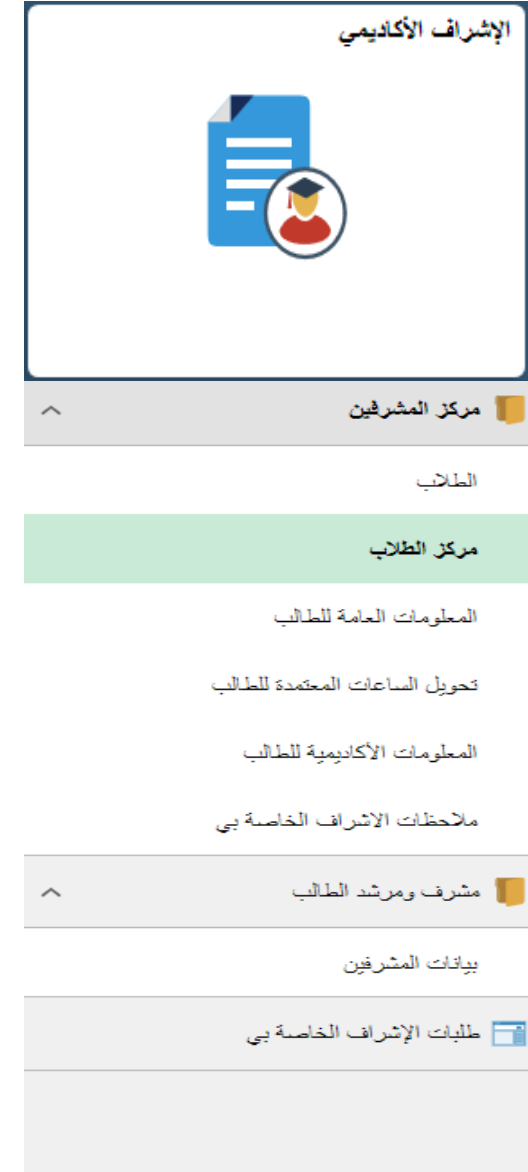 الإشراف الأكاديمي
مركز المشرفين
الطلاب
مركز الطلاب
المعلومات العامة للطالب
تحويل الساعات المعتمدة للطالب
المعلومات الأكاديمية للطالب
ملاحظات الاشراف الخاصة بي
مشرف ومرشد الطالب
بيانات المشرفين
طلبات الإشراف الخاصة بي